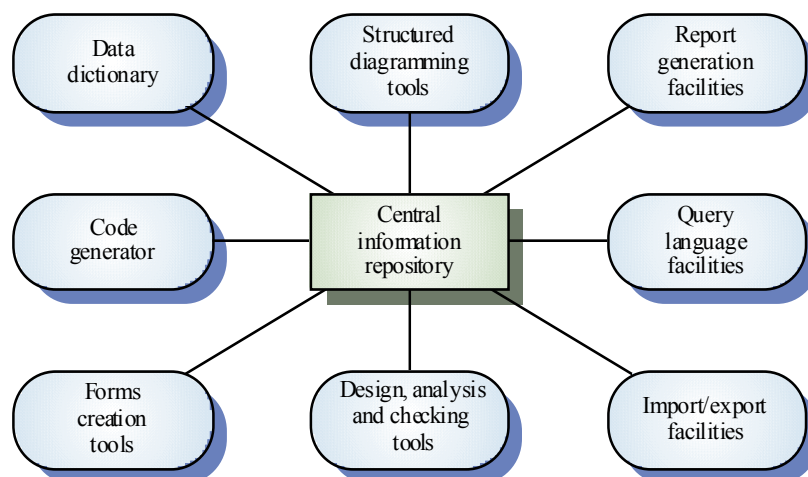 Data
dictionary
Structured
diagramming
tools
Report
generation
facilities
Code
generator
Central
information
repository
Query
language
facilities
Forms
creation
tools
Design, analysis
and checking
tools
Import/export
facilities